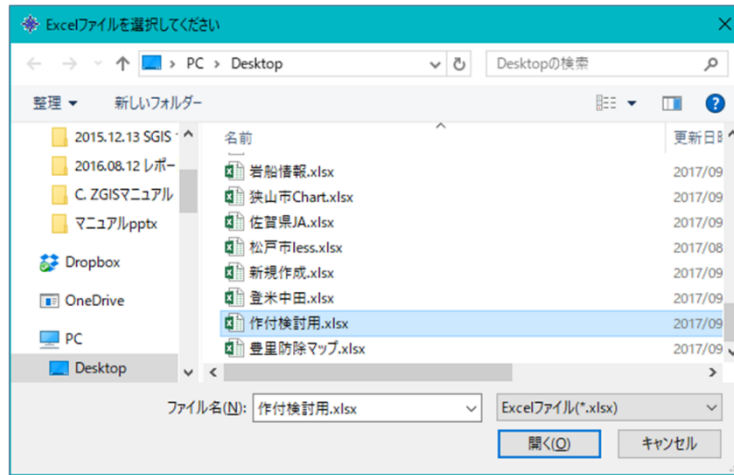 Excelファイルを選択してください
PC › Desktop
Desktopの検索
整理 新しいフォルダー
2015.12.13 SGIS
2016.08.12 レポー
C. ZGISマニュアル
マニュアルpptx
Dropbox
OneDrive
PC
Desktop
名前 更新日時
岩船情報.xlsx 2017/09
狭山市Chart.xlsx 2017/09
佐賀県JA.xlsx 2017/09
松戸市less.xlsx 2017/08
新規作成.xlsx 2017/09
登米中田.xlsx 2017/09
作付検討用.xlsx 2017/09
豊里防除マップ.xlsx 2017/09
ファイル名(N): 作付検討用.xlsx Excelファイル(*.xlsx)
開く(O) キャンセル